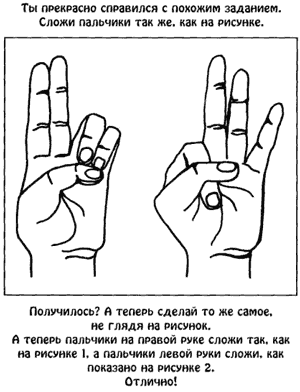 Ты прекрасно справился с похожим заданием.
Сложи пальчики так же, как на рисунке.
Получилось? А теперь сделай то же самое,
не глядя на рисунок.
А теперь пальчики на правой руке сложи так, как
на рисунке 1, а пальчики левой руки сложи, как
показано на рисунке 2.
Отлично!